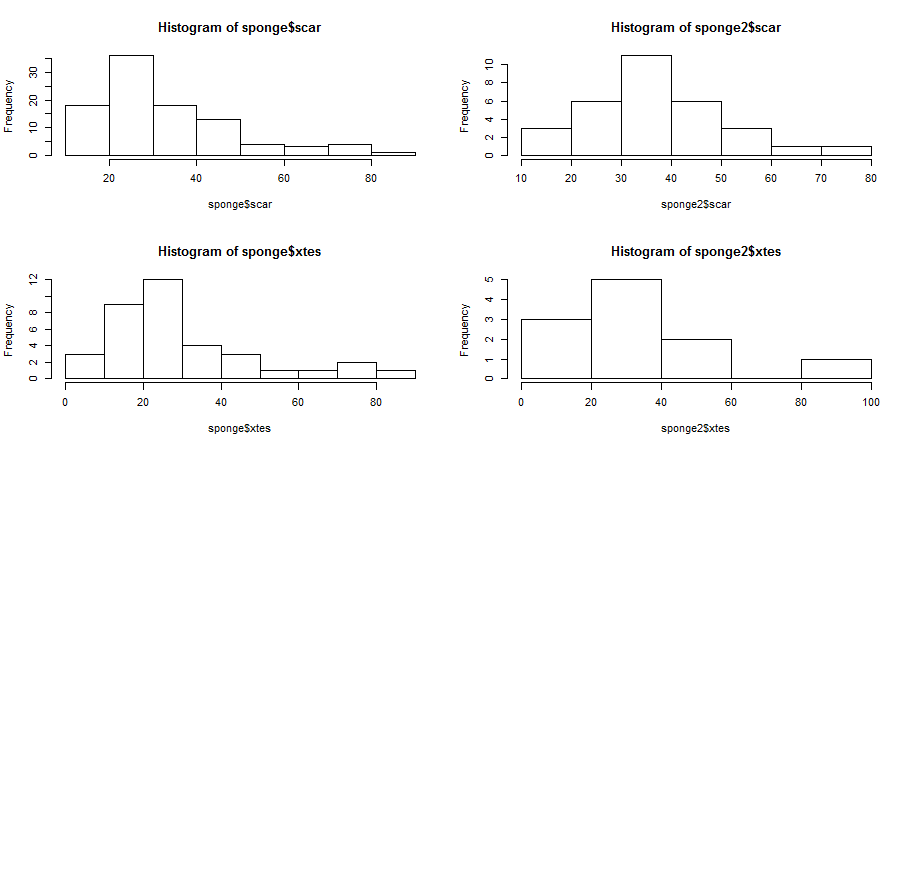 Histogram of sponge$scar
Frequency
0 10 20 30
20 40 60 80
sponge$scar
Histogram of sponge2$scar
Frequency
0 2 4 6 8 10
10 20 30 40 50 60 70 80
sponge2$scar
Histogram of sponge$xtes
Frequency
0 2 4 6 8 12
0 20 40 60 80
sponge$xtes
Histogram of sponge2$xtes
Frequency
0 1 2 3 4 5
0 20 40 60 80 100
sponge2$xtes